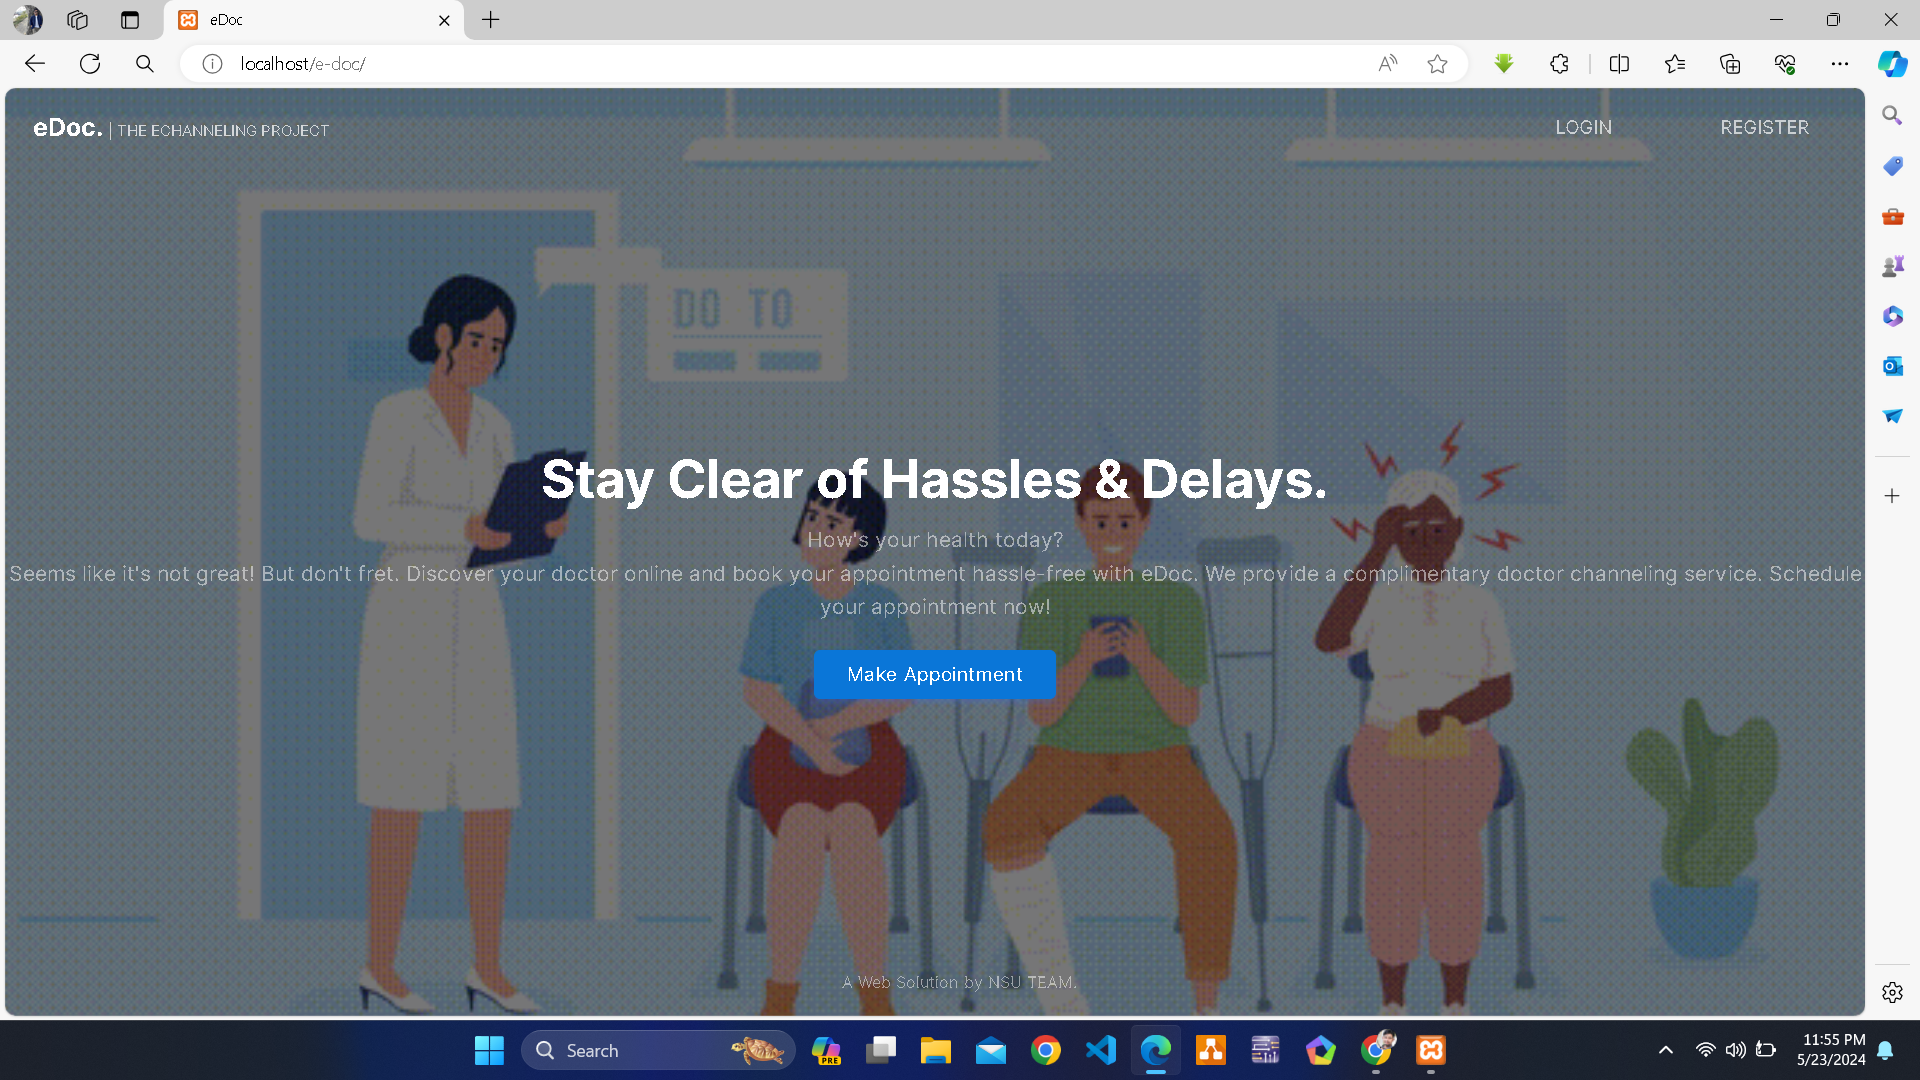 eDoc
localhost/e-doc/
eDoc. | THE ECHANNELING PROJECT
LOGIN
REGISTER
DO TO
Stay Clear of Hassles & Delays.
How's your health today?
Seems like it's not great! But don't fret. Discover your doctor online and book your appointment hassle-free with eDoc. We provide a complimentary doctor channeling service. Schedule
your appointment now!
Make Appointment
A Web Solution by NSU TEAM.
Search
PRE
11:55 PM
5/23/2024